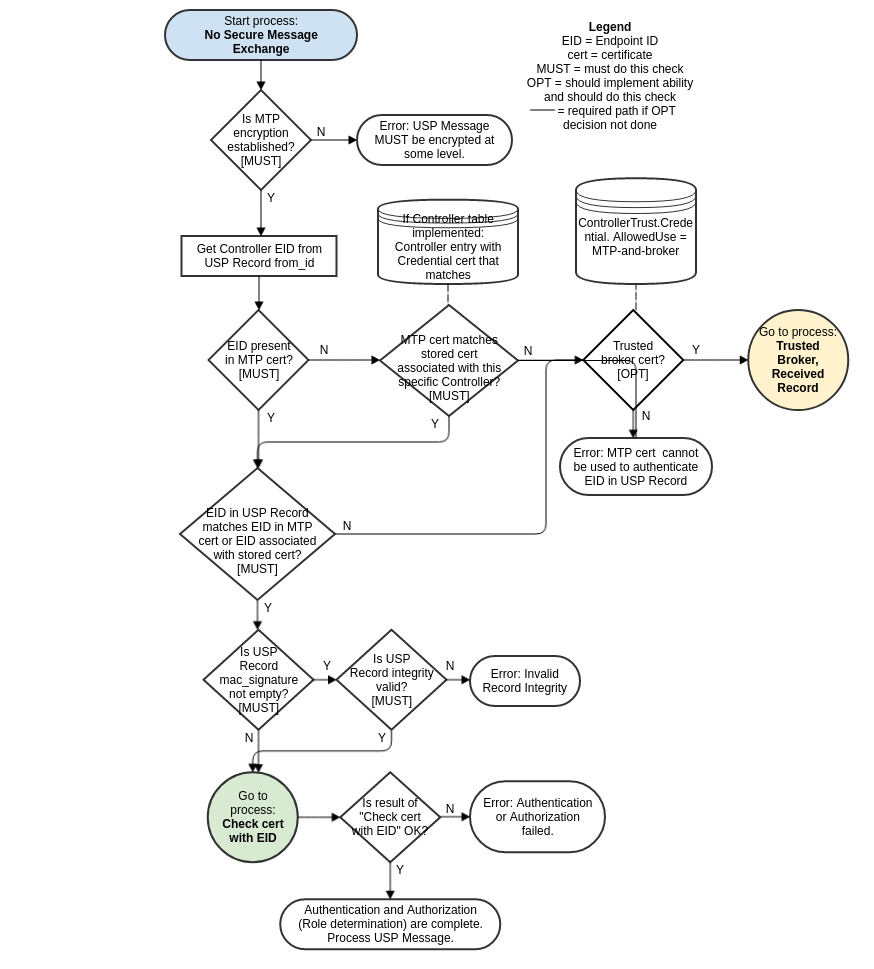 Start process:
No Secure Message
Exchange
Legend
EID = Endpoint ID
cert = certificate
MUST = must do this check
OPT = should implement ability
and should do this check
= required path if OPT
decision not done
Is MTP
encryption
established?
[MUST]
N
Error: USP Message
MUST be encrypted at
some level.
Y
Get Controller EID from
USP Record from_id
If Controller table
implemented:
Controller entry with
Credential cert that
matches
ControllerTrust.Crede
ntial. AllowedUse =
MTP-and-broker
EID present
in MTP cert?
[MUST]
N
MTP cert matches
stored cert
associated with this
specific Controller?
[MUST]
N
Trusted
broker cert?
[OPT]
Y
Go to process:
Trusted
Broker,
Received
Record
Y
Y
N
Error: MTP cert  cannot
be used to authenticate
EID in USP Record
EID in USP Record
matches EID in MTP
cert or EID associated
with stored cert?
[MUST]
N
Y
Is USP
Record
mac_signature
not empty?
[MUST]
Y
Is USP
Record integrity
valid?
[MUST]
N
Error: Invalid
Record Integrity
N
Y
Go to
process:
Check cert
with EID
Is result of
"Check cert
with EID" OK?
N
Error: Authentication
or Authorization
failed.
Y
Authentication and Authorization
(Role determination) are complete.
Process USP Message.